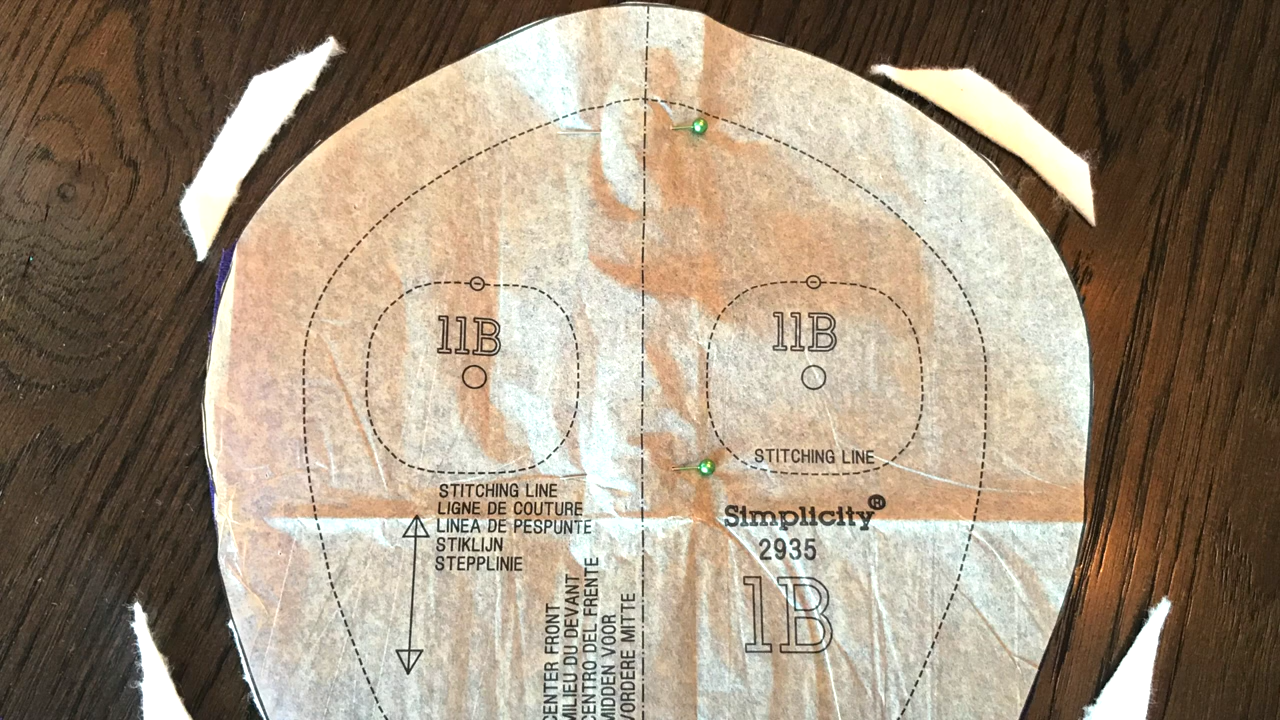 11B
11B
STITCHING LINE
STITCHING LINE
LIGNE DE COUTURE
LINEA DE PESPUNTE
STIKLIJN
STEPPLINIE
Simplicity®
2935
1B
CENTER FRONT
MILIEU DU DEVANT
CENTRO DEL FRENTE
MIDDEN VOOR
VORDERE MITTE